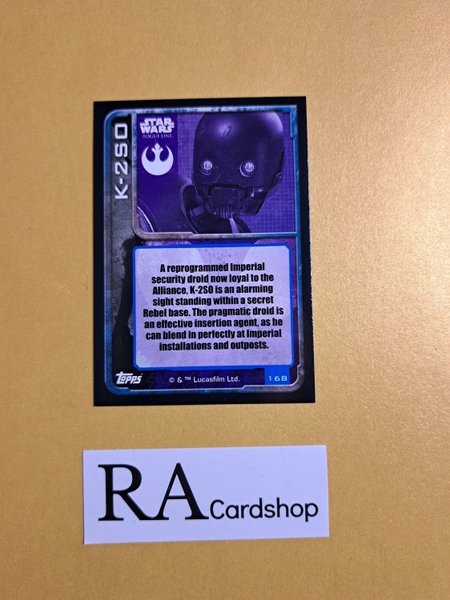 K-2SO
STAR
WARS
ROGUE ONE
A reprogrammed Imperial
security droid now loyal to the
Alliance, K-2SO is an alarming
sight standing within a secret
Rebel base. The pragmatic droid is
an effective insertion agent, as he
can blend in perfectly at Imperial
installations and outposts.
Topps
© & ™ Lucasfilm Ltd.
168
RA Cardshop